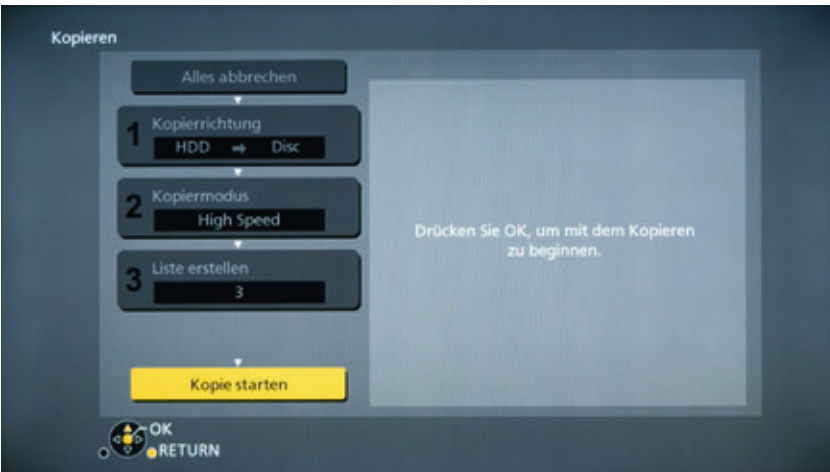 Kopieren
Alles abbrechen
1 Kopierrichtung
HDD ➡ Disc
2 Kopiermodus
High Speed
3 Liste erstellen
3
Drücken Sie OK, um mit dem Kopieren
zu beginnen.
Kopie starten
OK
RETURN